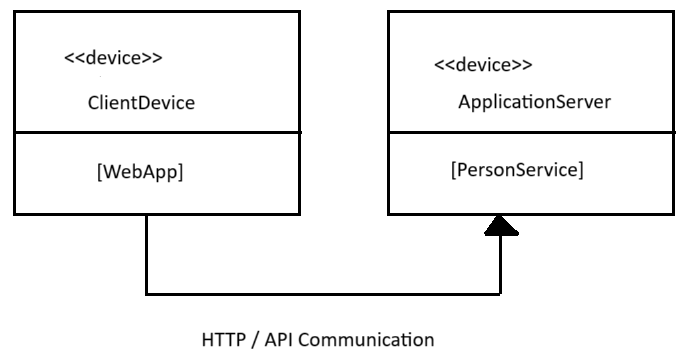 <<device>>
ClientDevice
[WebApp]
<<device>>
ApplicationServer
[PersonService]
HTTP / API Communication